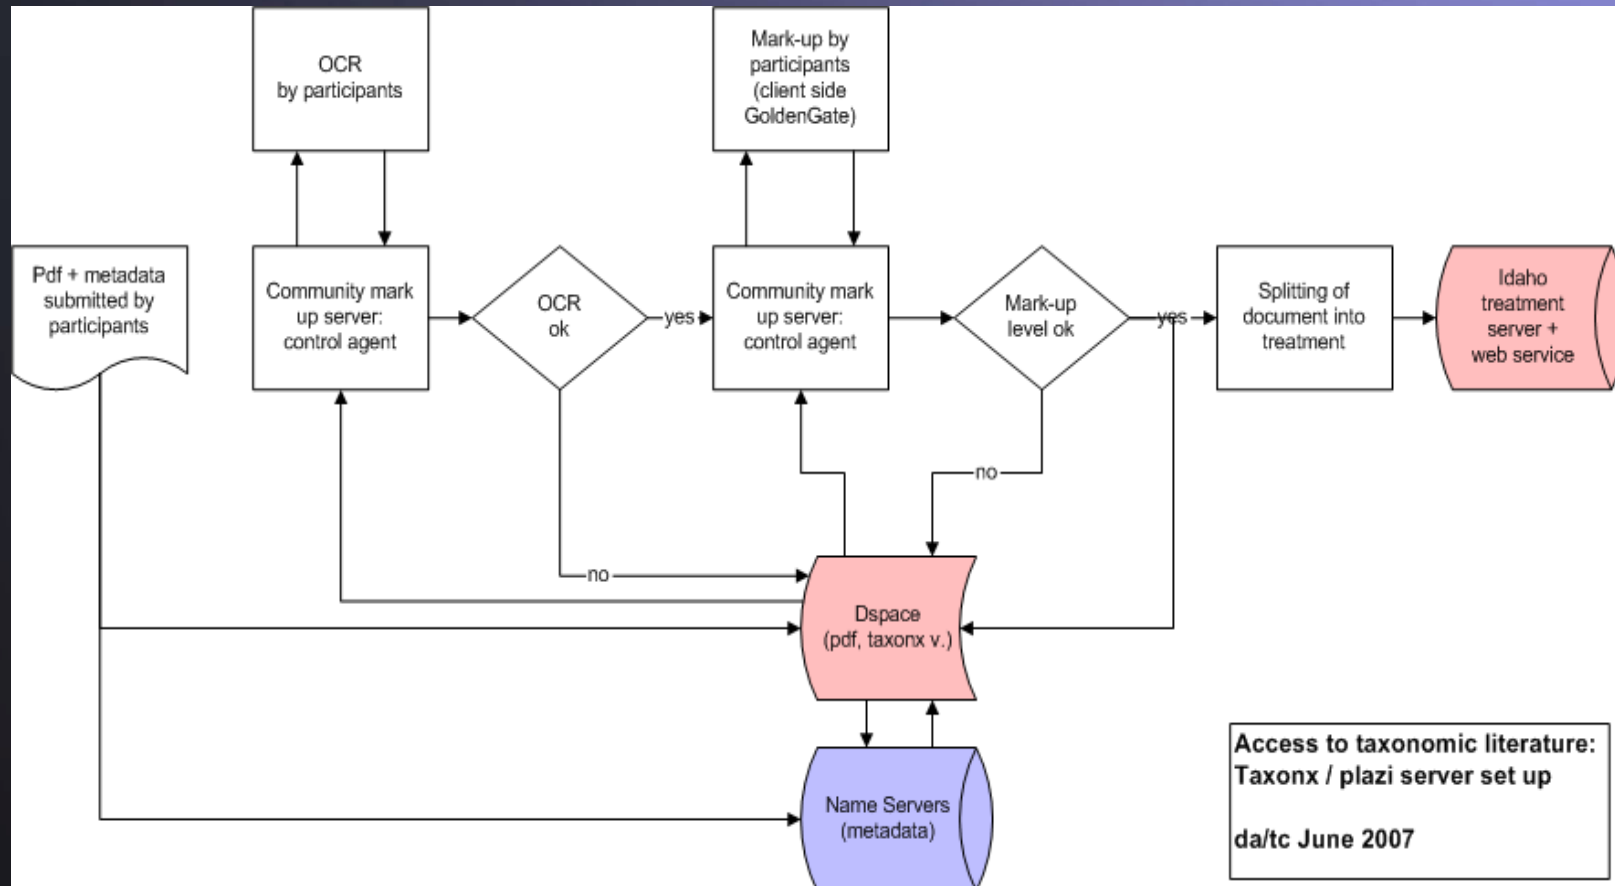 OCR
by participants
Mark-up by
participants
(client side
GoldenGate)
Pdf + metadata
submitted by
participants
Community mark
up server:
control agent
OCR
ok
yes
Community mark
up server:
control agent
Mark-up
level ok
yes
Splitting of
document into
treatment
Idaho
treatment
server +
web service
no
no
Dspace
(pdf, taxonx v.)
Name Servers
(metadata)
Access to taxonomic literature:
Taxonx / plazi server set up
da/tc June 2007